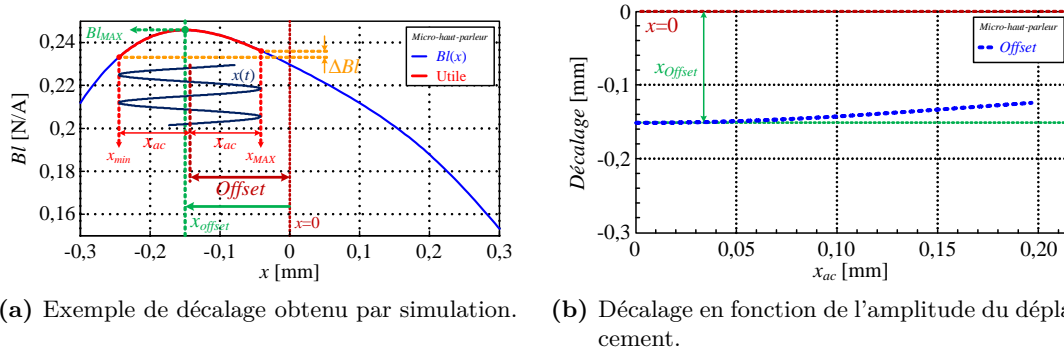 Bl_MAX
0,24
0,22
0,2
0,18
0,16
Bl [N/A]
Micro-haut-parleur
Bl(x)
Utile
ΔBl
x(t)
x_min
x_ac
x_ac
x_MAX
Offset
x_offset
x=0
-0,3
-0,2
-0,1
0
0,1
0,2
0,3
x [mm]
(a) Exemple de décalage obtenu par simulation.
0
-0,1
-0,2
-0,3
Décalage [mm]
x=0
x_Offset
Micro-haut-parleur
Offset
0
0,05
0,10
0,15
0,20
x_ac [mm]
(b) Décalage en fonction de l'amplitude du dépla
cement.